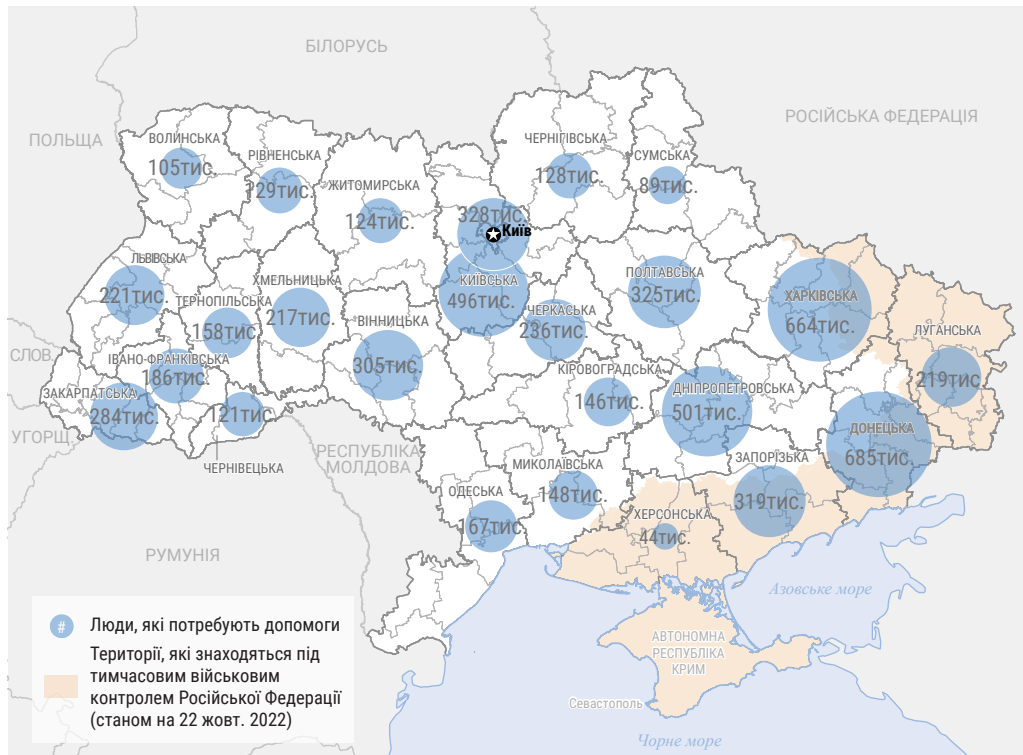 БІЛОРУСЬ
ПОЛЬЩА
РОСІЙСЬКА ФЕДЕРАЦІЯ
ВОЛИНСЬКА
105тис.
РІВНЕНСЬКА
129тис.
ЖИТОМИРСЬКА
124тис.
ЧЕРНІГІВСЬКА
128тис.
СУМСЬКА
89тис.
328тис.
Київ
КИЇВСЬКА
496тис.
ЛЬВІВСЬКА
221тис.
ТЕРНОПІЛЬСЬКА
158тис.
ХМЕЛЬНИЦЬКА
217тис.
ВІННИЦЬКА
305тис.
ЧЕРКАСЬКА
236тис.
ПОЛТАВСЬКА
325тис.
ХАРКІВСЬКА
664тис.
ЛУГАНСЬКА
219тис.
СЛОВ.
ІВАНО-ФРАНКІВСЬКА
86тис.
ЗАКАРПАТСЬКА
284тис.
УГОРЩ.
121тис.
ЧЕРНІВЕЦЬКА
КІРОВОГРАДСЬКА
146тис.
ДНІПРОПЕТРОВСЬКА
501тис.
ДОНЕЦЬКА
685тис.
РЕСПУБЛІКА
МОЛДОВА
ОДЕСЬКА
167тис.
МИКОЛАЇВСЬКА
148тис.
ЗАПОРІЗЬКА
319тис.
ХЕРСОНСЬКА
44тис.
РУМУНІЯ
Азовське море
АВТОНОМНА
РЕСПУБЛІКА
КРИМ
Севастополь
Чорне море
# Люди, які потребують допомоги
Території, які знаходяться під
тимчасовим військовим
контролем Російської Федерації
(станом на 22 жовт. 2022)